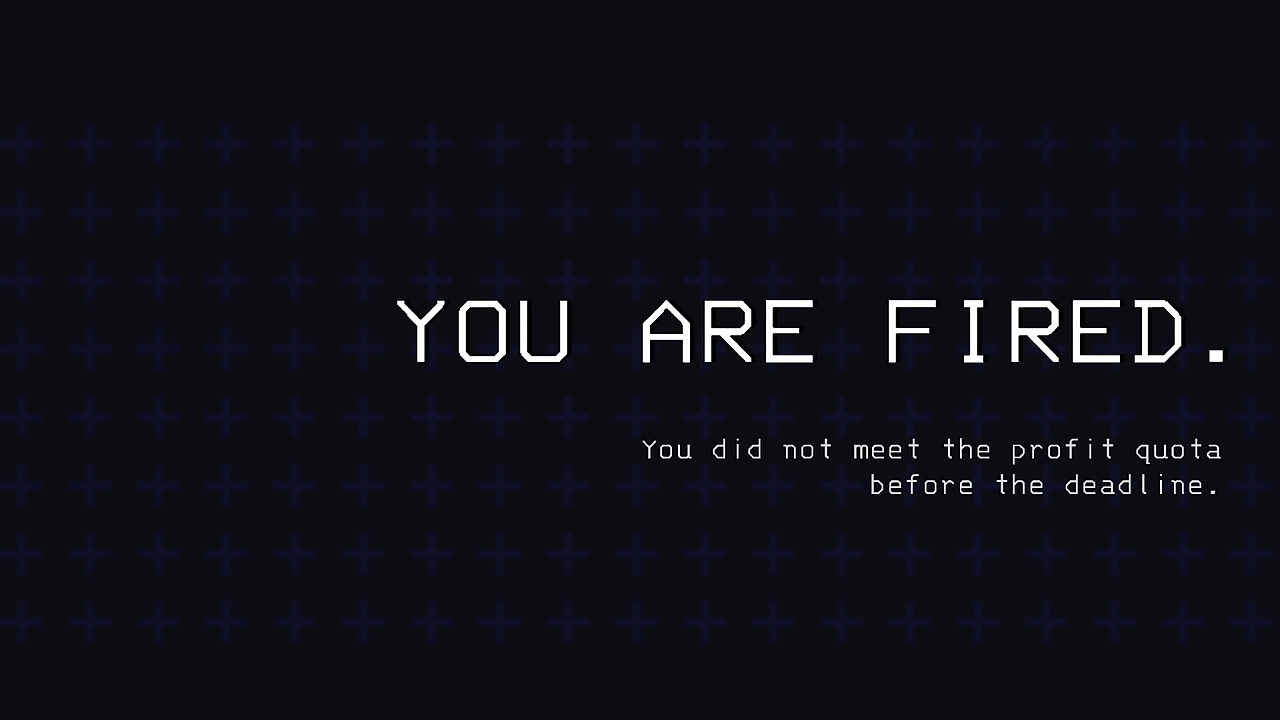 YOU ARE FIRED.
You did not meet the profit quota
before the deadline.